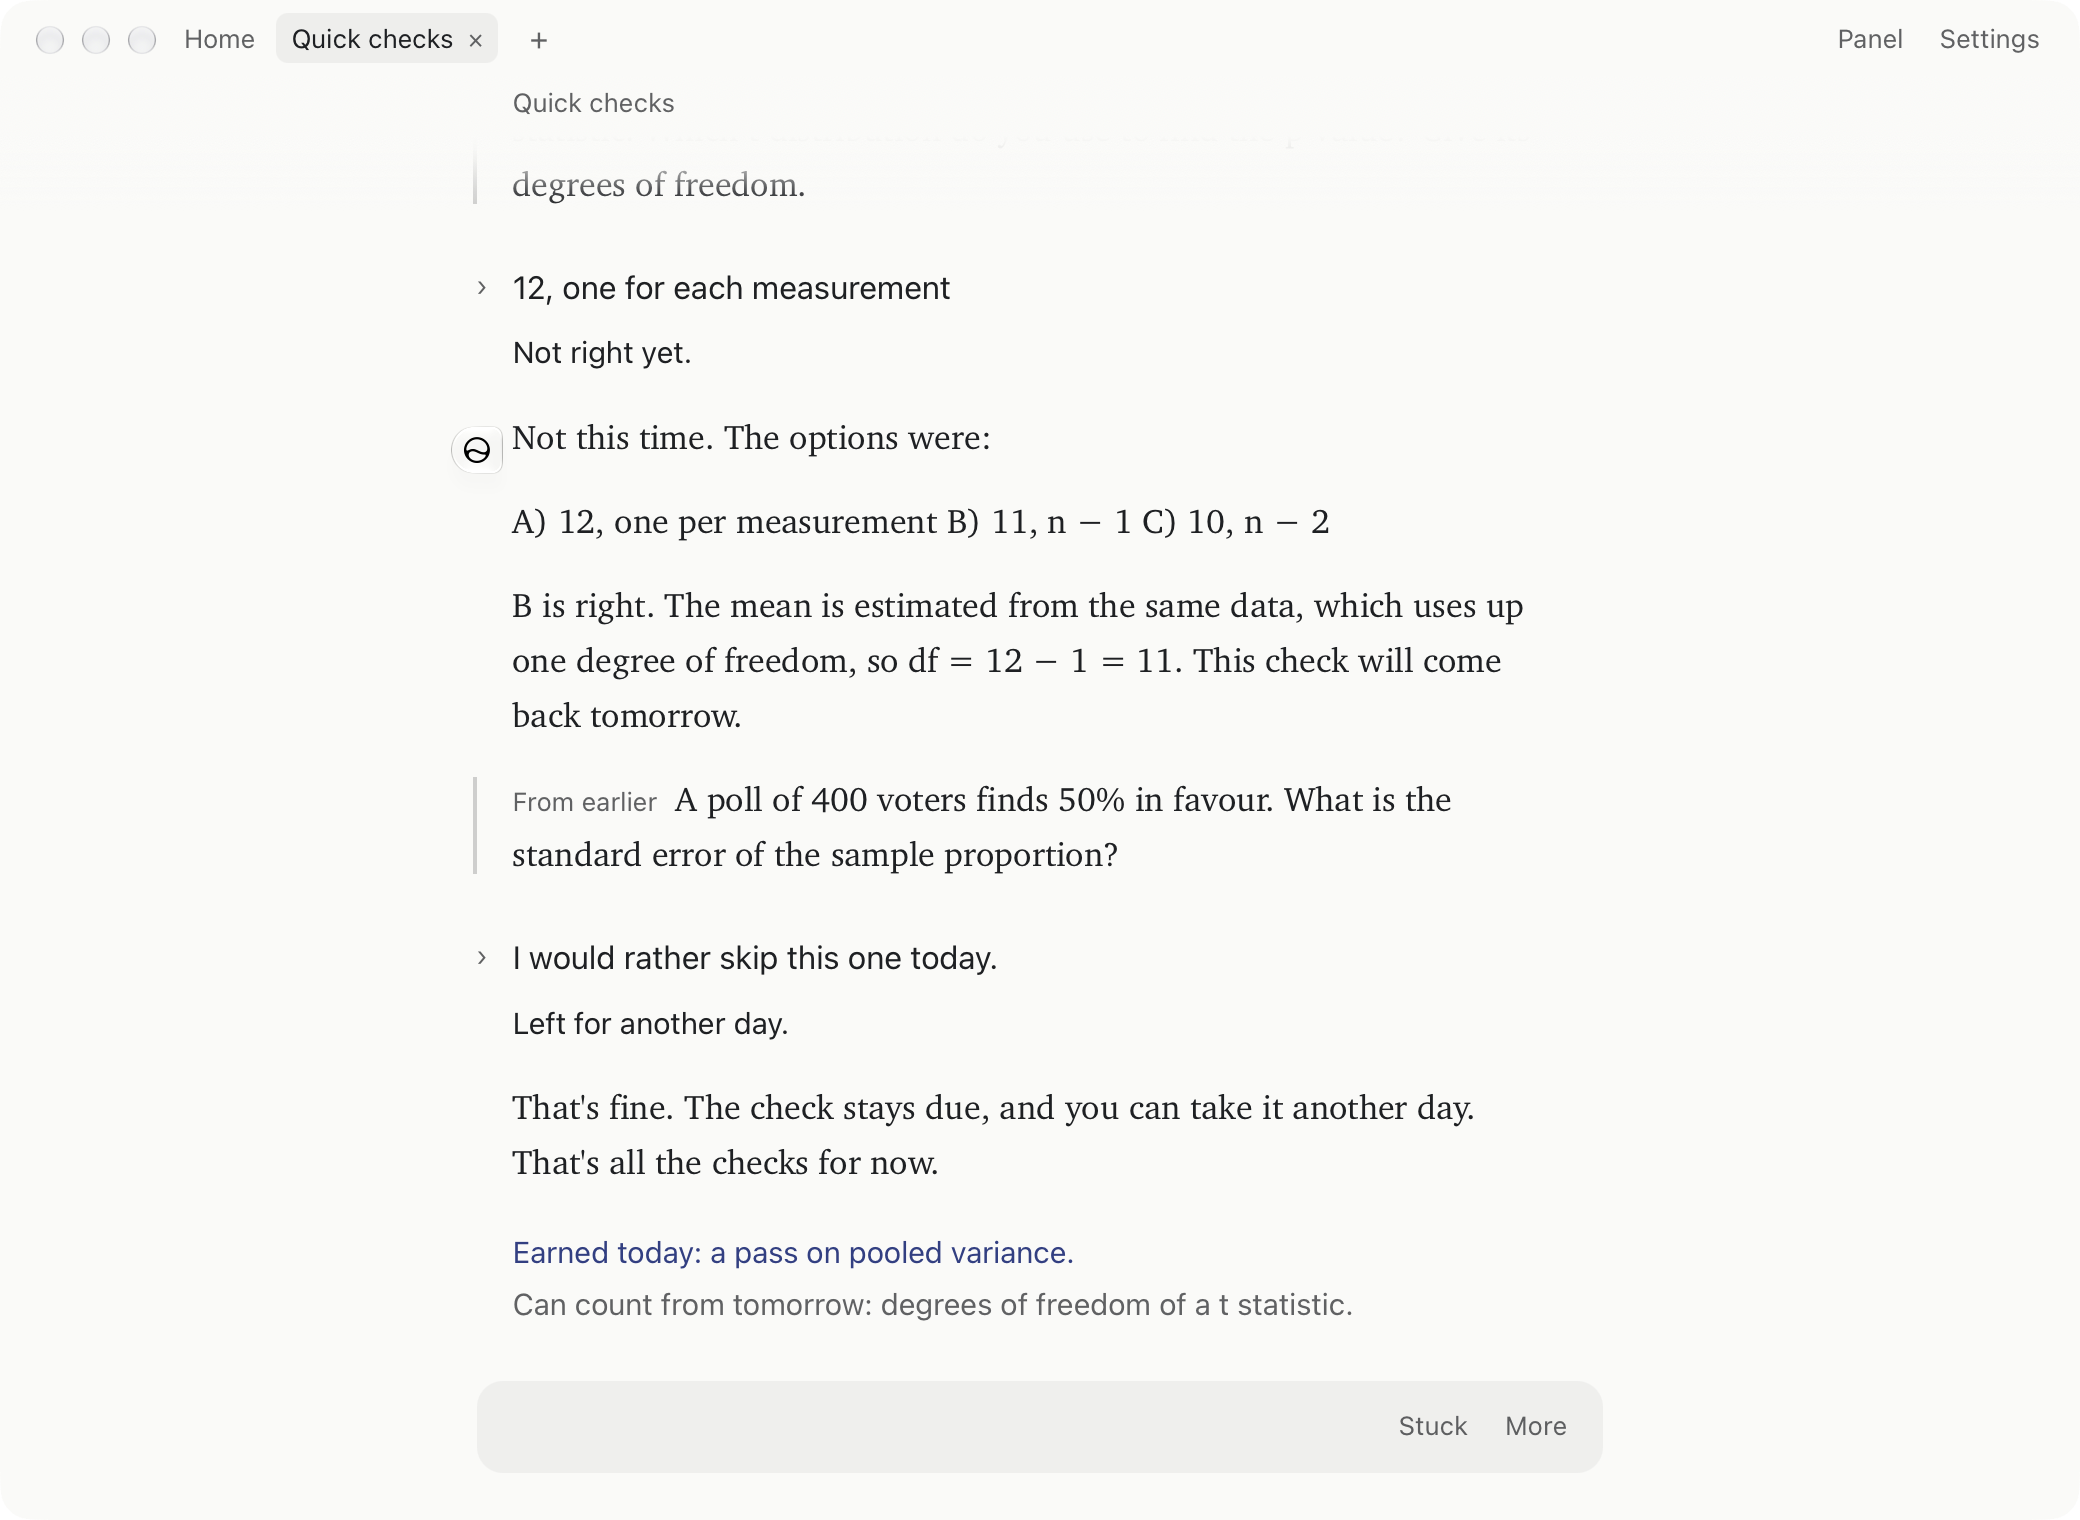 Home
Quick checks ×
+
Panel
Settings
Quick checks
degrees of freedom.
› 12, one for each measurement
Not right yet.
Not this time. The options were:
A) 12, one per measurement B) 11, n − 1 C) 10, n − 2
B is right. The mean is estimated from the same data, which uses up
one degree of freedom, so df = 12 − 1 = 11. This check will come
back tomorrow.
From earlier A poll of 400 voters finds 50% in favour. What is the
standard error of the sample proportion?
› I would rather skip this one today.
Left for another day.
That's fine. The check stays due, and you can take it another day.
That's all the checks for now.
Earned today: a pass on pooled variance.
Can count from tomorrow: degrees of freedom of a t statistic.
Stuck
More